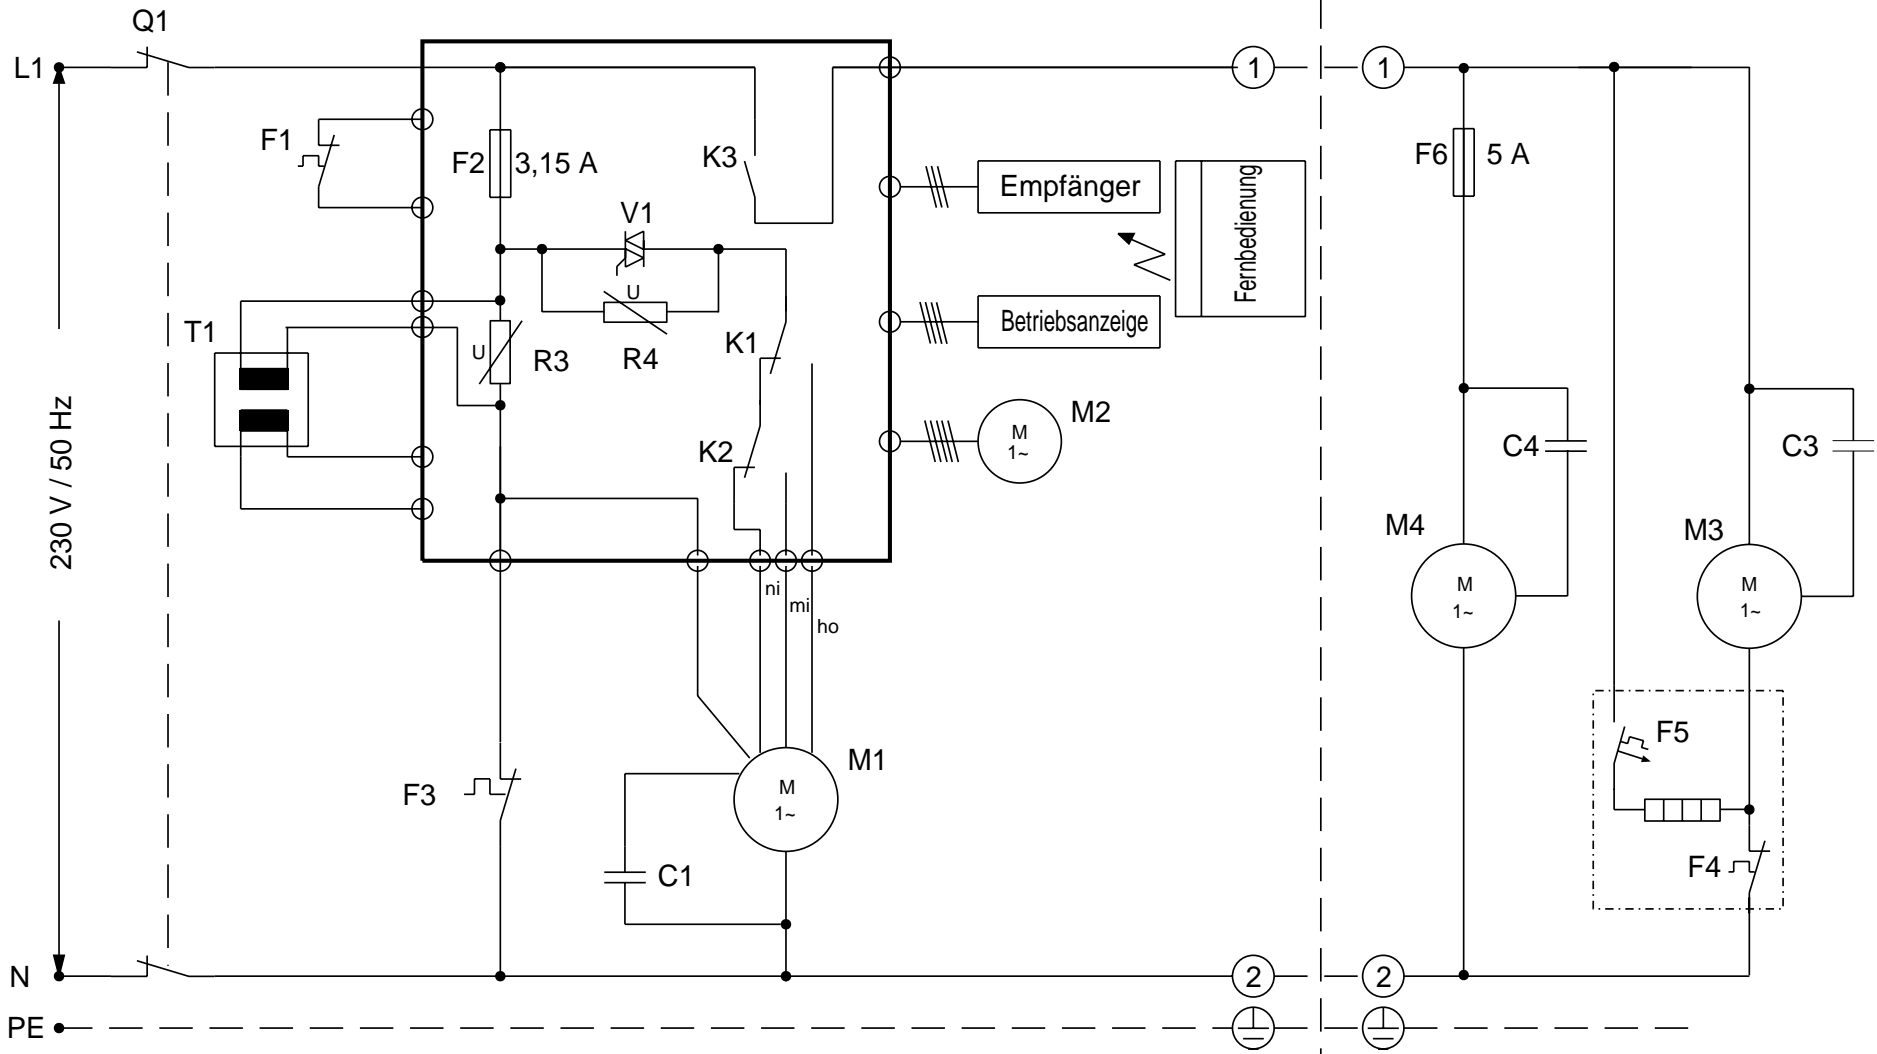 Q1
L1
1
1
F1
F2
3,15 A
K3
F6
5 A
Empfänger
Fernbedienung
V1
U
T1
U
R3
R4
K1
Betriebsanzeige
M2
M
1~
K2
C4
C3
230 V / 50 Hz
M4
M3
M
1~
M
1~
ni
mi
ho
F5
M1
M
1~
F3
C1
F4
N
2
2
PE